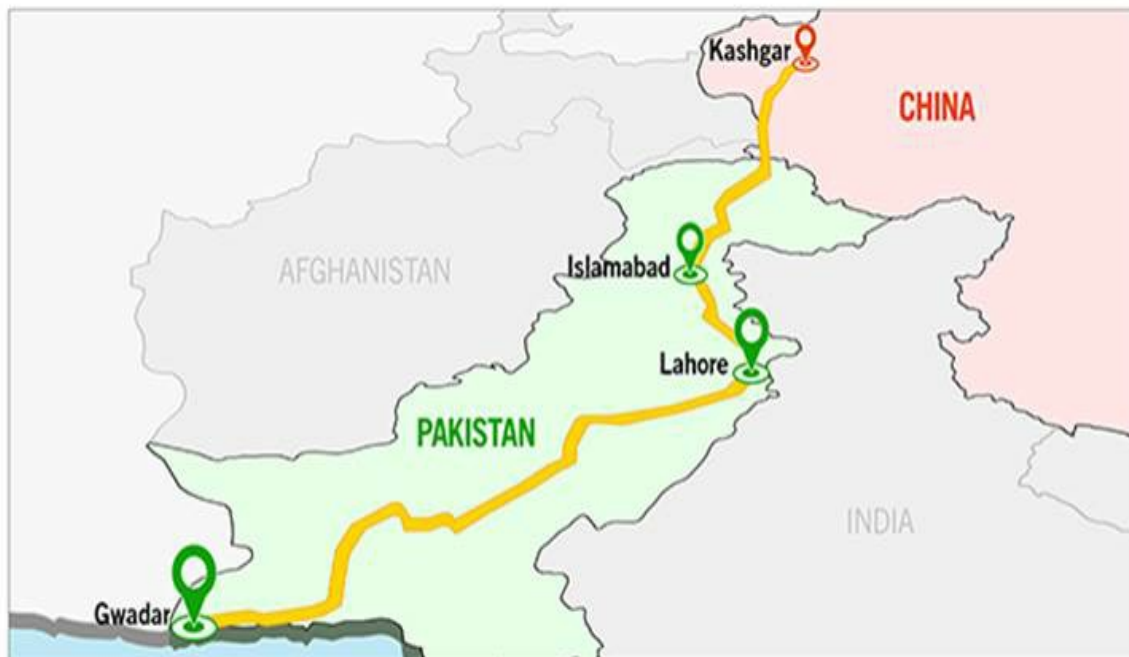 Kashgar
CHINA
AFGHANISTAN
Islamabad
Lahore
PAKISTAN
INDIA
Gwadar